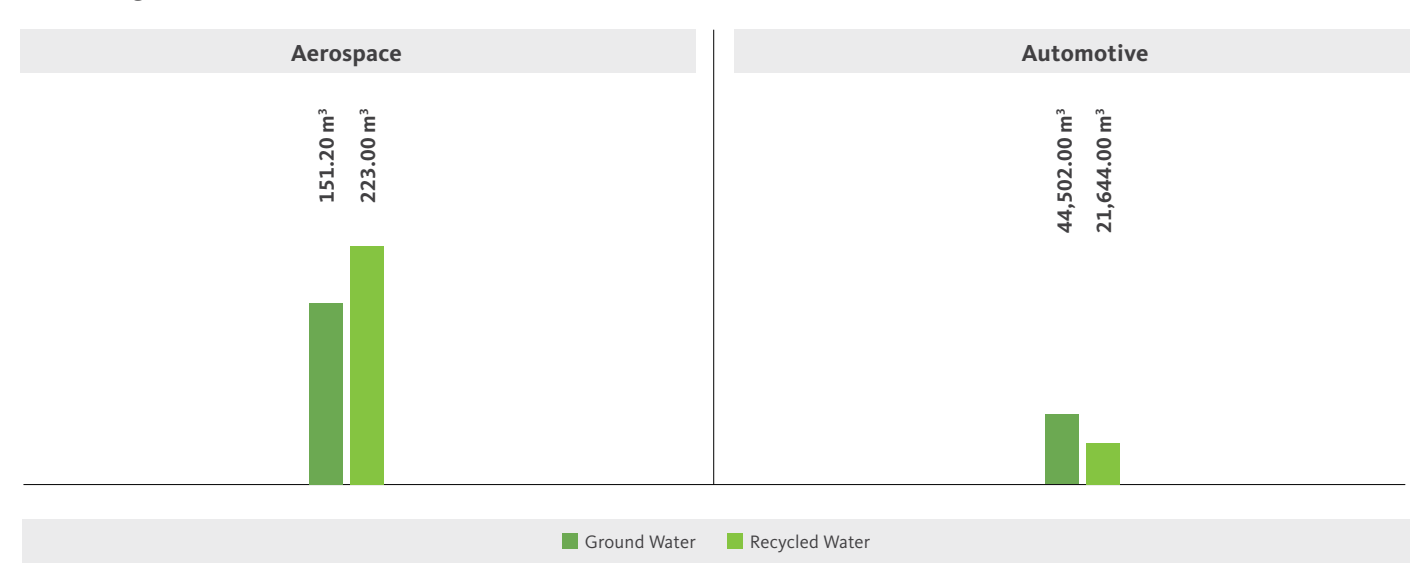 Aerospace
151.20 m³
223.00 m³
Automotive
44,502.00 m³
21,644.00 m³
Ground Water
Recycled Water